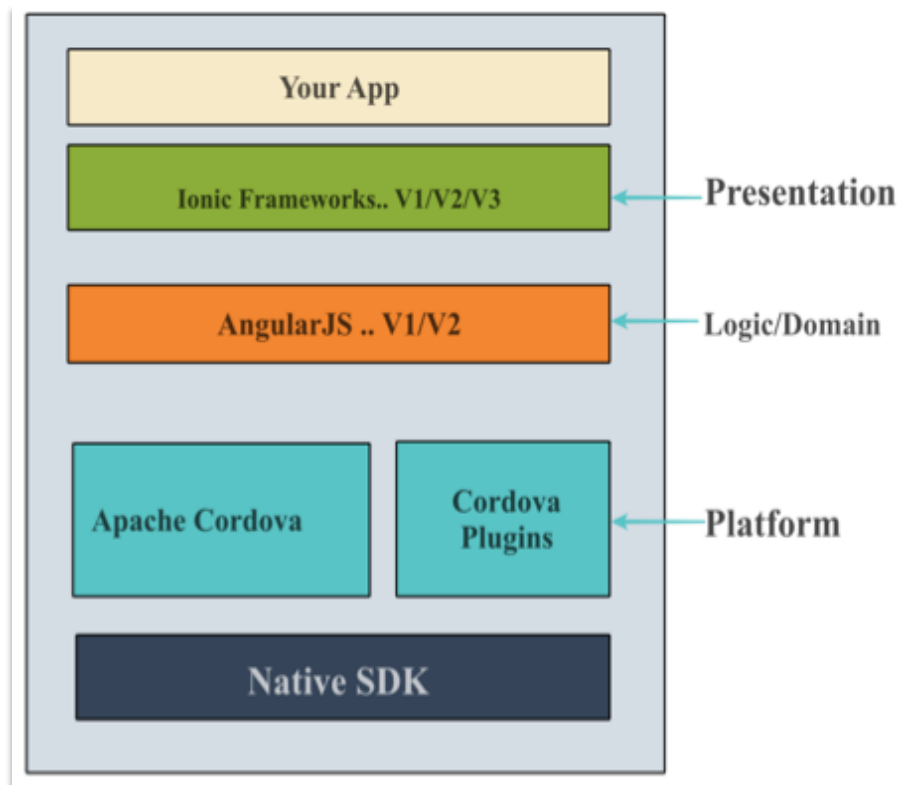 Your App
Ionic Frameworks.. V1/V2/V3
Presentation
AngularJS .. V1/V2
Logic/Domain
Apache Cordova
Cordova
Plugins
Platform
Native SDK